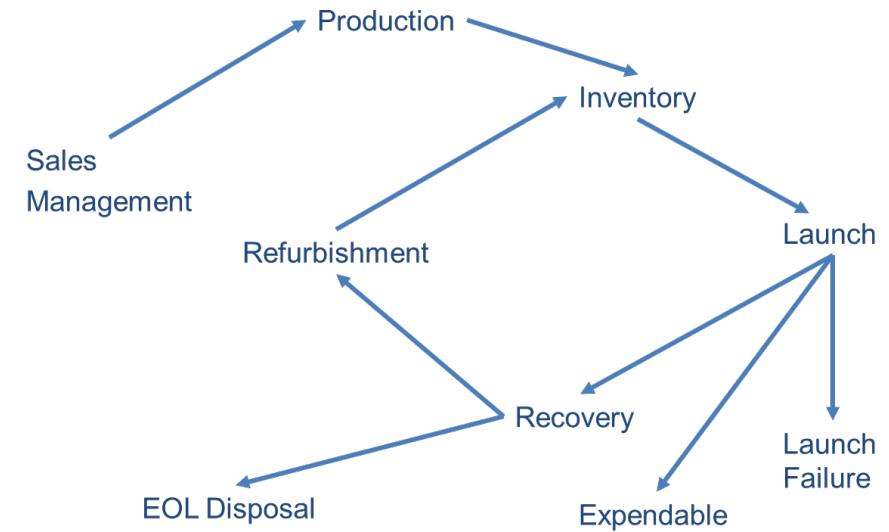 Production
Inventory
Sales
Management
Launch
Refurbishment
Recovery
Launch
Failure
EOL Disposal
Expendable